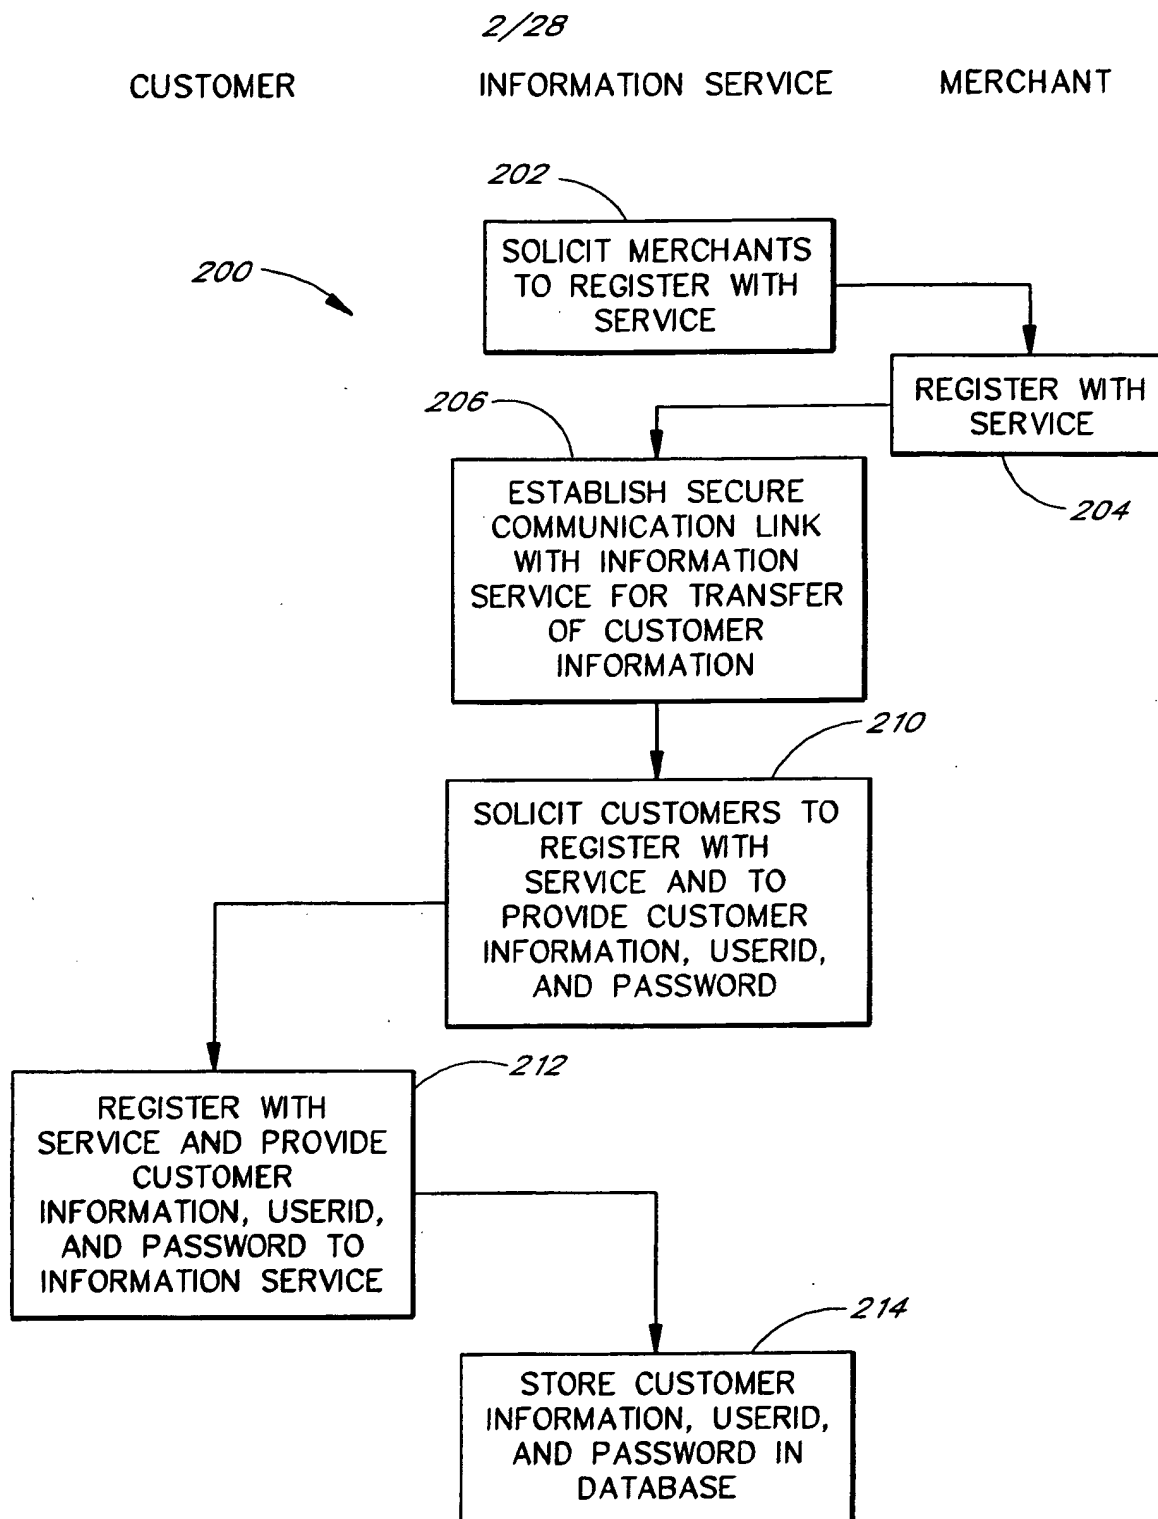 2/28
CUSTOMER INFORMATION SERVICE MERCHANT
202
SOLICIT MERCHANTS
TO REGISTER WITH
SERVICE
200
REGISTER WITH
SERVICE
204
206
ESTABLISH SECURE
COMMUNICATION LINK
WITH INFORMATION
SERVICE FOR TRANSFER
OF CUSTOMER
INFORMATION
210
SOLICIT CUSTOMERS TO
REGISTER WITH
SERVICE AND TO
PROVIDE CUSTOMER
INFORMATION, USERID,
AND PASSWORD
212
REGISTER WITH
SERVICE AND PROVIDE
CUSTOMER
INFORMATION, USERID,
AND PASSWORD TO
INFORMATION SERVICE
214
STORE CUSTOMER
INFORMATION, USERID,
AND PASSWORD IN
DATABASE